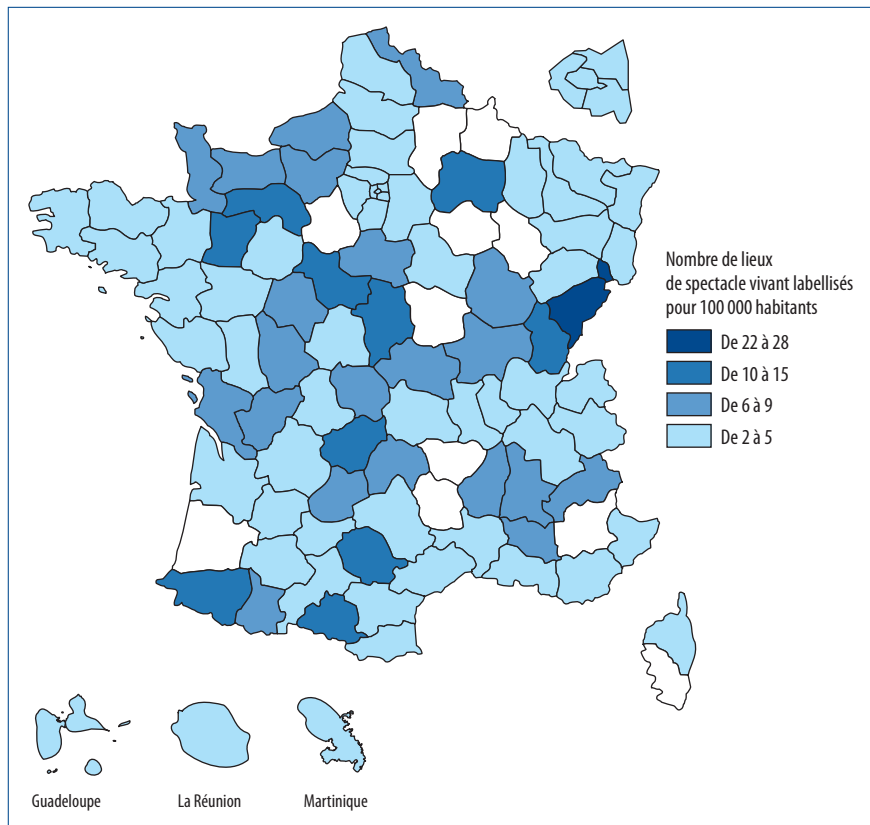 Nombre de lieux
de spectacle vivant labellisés
pour 100 000 habitants
De 22 à 28
De 10 à 15
De 6 à 9
De 2 à 5
Guadeloupe
La Réunion
Martinique